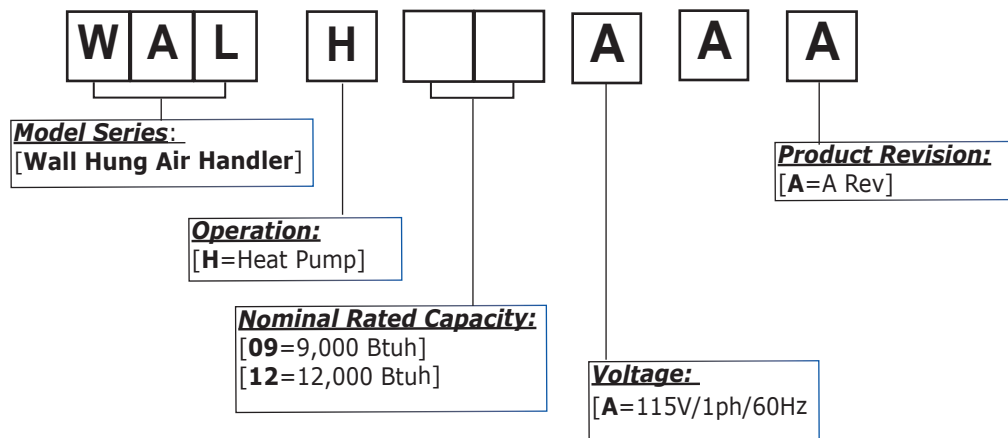 W A L H A A A
Model Series:
[Wall Hung Air Handler]
Product Revision:
[A=A Rev]
Operation:
[H=Heat Pump]
Nominal Rated Capacity:
[09=9,000 Btuh]
[12=12,000 Btuh]
Voltage:
[A=115V/1ph/60Hz